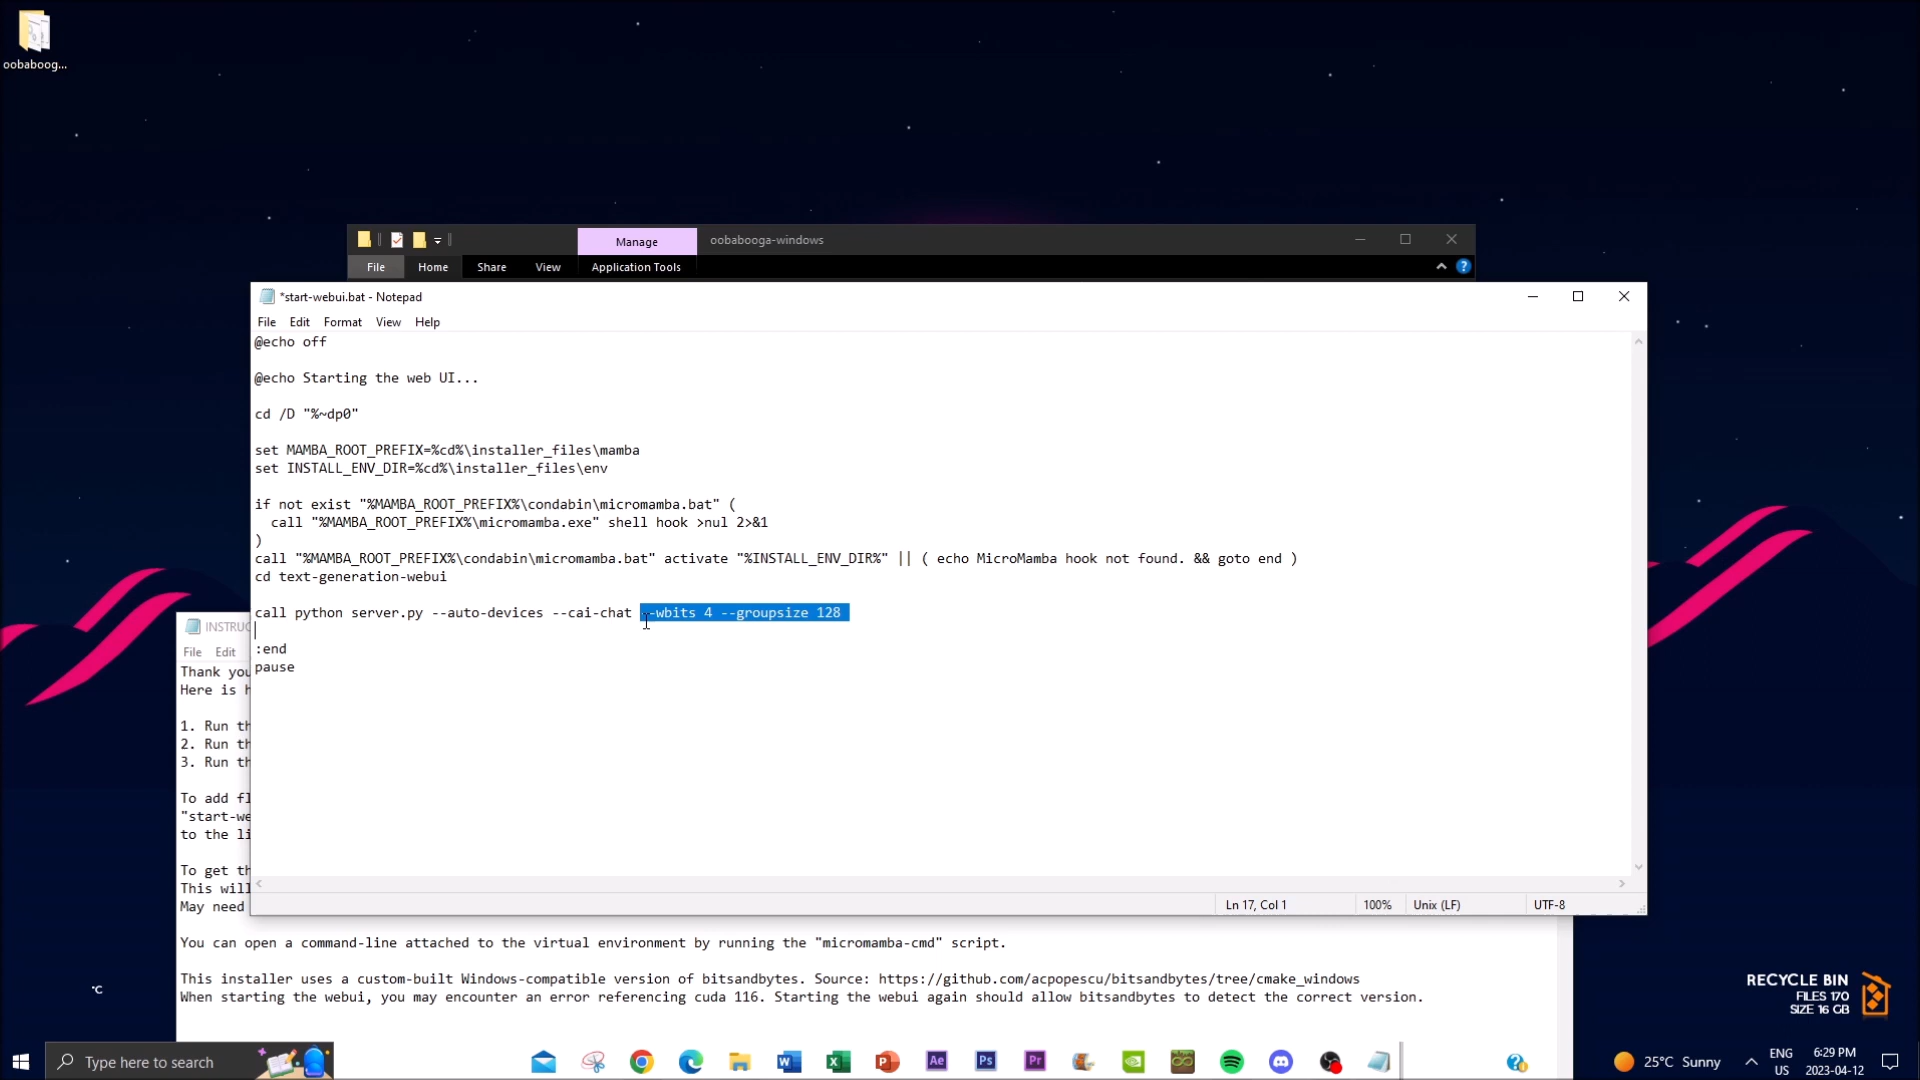 oobaboog...
Manage
oobabooga-windows
File
Home
Share
View
Application Tools
*start-webui.bat - Notepad
File
Edit
Format
View
Help
@echo off
@echo Starting the web UI...
cd /D "%~dp0"
set MAMBA_ROOT_PREFIX=%cd%\installer_files\mamba
set INSTALL_ENV_DIR=%cd%\installer_files\env
if not exist "%MAMBA_ROOT_PREFIX%\condabin\micromamba.bat" (
call "%MAMBA_ROOT_PREFIX%\micromamba.exe" shell hook >nul 2>&1
)
call "%MAMBA_ROOT_PREFIX%\condabin\micromamba.bat" activate "%INSTALL_ENV_DIR%" || ( echo MicroMamba hook not found. && goto end )
cd text-generation-webui
call python server.py --auto-devices --cai-chat --wbits 4 --groupsize 128
:end
pause
Ln 17, Col 1
100%
Unix (LF)
UTF-8
INSTRUC
File
Edit
Thank you
Here is h
1. Run th
2. Run th
3. Run th
To add fl
"start-we
to the li
To get th
This will
May need
You can open a command-line attached to the virtual environment by running the "micromamba-cmd" script.
This installer uses a custom-built Windows-compatible version of bitsandbytes. Source: https://github.com/acpopescu/bitsandbytes/tree/cmake_windows
When starting the webui, you may encounter an error referencing cuda 116. Starting the webui again should allow bitsandbytes to detect the correct version.
°C
RECYCLE BIN
FILES 170
SIZE 16 GB
Type here to search
Ae
Ps
Pr
25°C Sunny
ENG
US
6:29 PM
2023-04-12